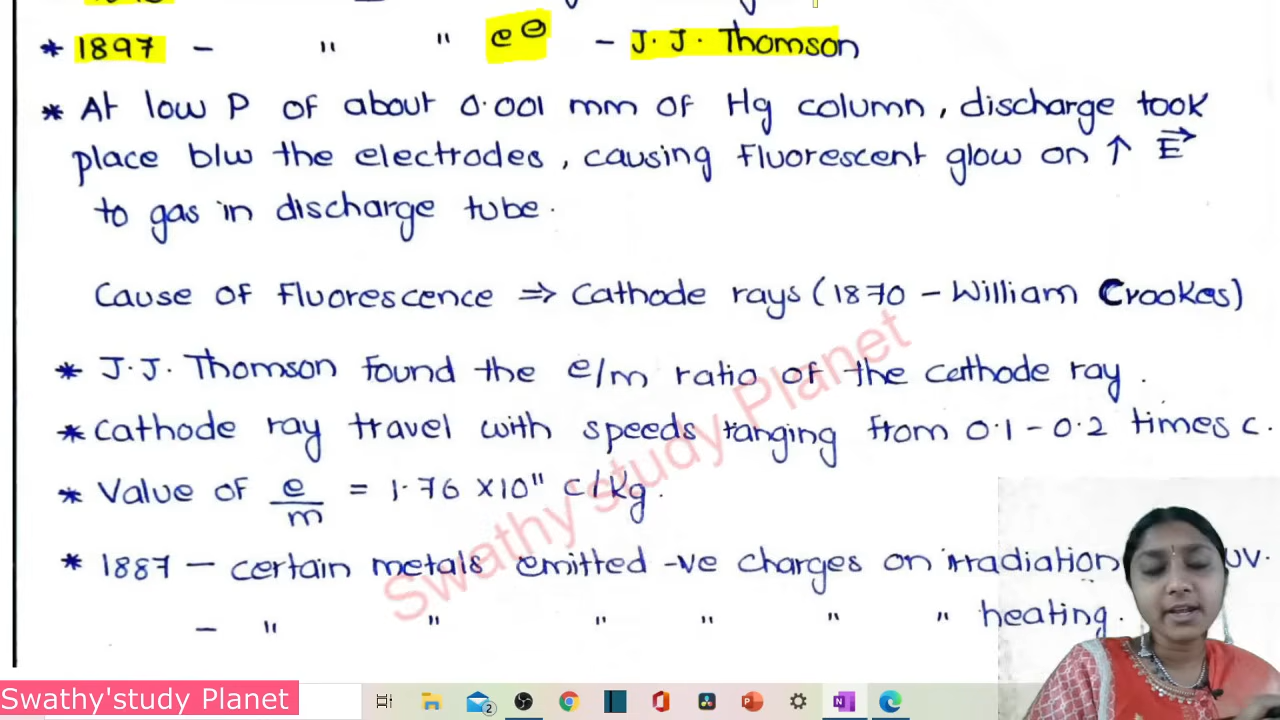 * 1897 - " " e⊖ - J.J. Thomson
* At low P of about 0.001 mm of Hg column, discharge took
place b/w the electrodes, causing fluorescent glow on ↑ E⃗
to gas in discharge tube.
Cause of fluorescence ⇒ Cathode rays (1870 - William Crookes)
* J.J. Thomson found the e/m ratio of the cathode ray.
* Cathode ray travel with speeds ranging from 0.1 - 0.2 times c.
* Value of e/m = 1.76 × 10¹¹ C/kg.
* 1887 - certain metals emitted -ve charges on irradiation UV.
- " " " " " " heating.
Swathy's study Planet
Swathy'study Planet
2